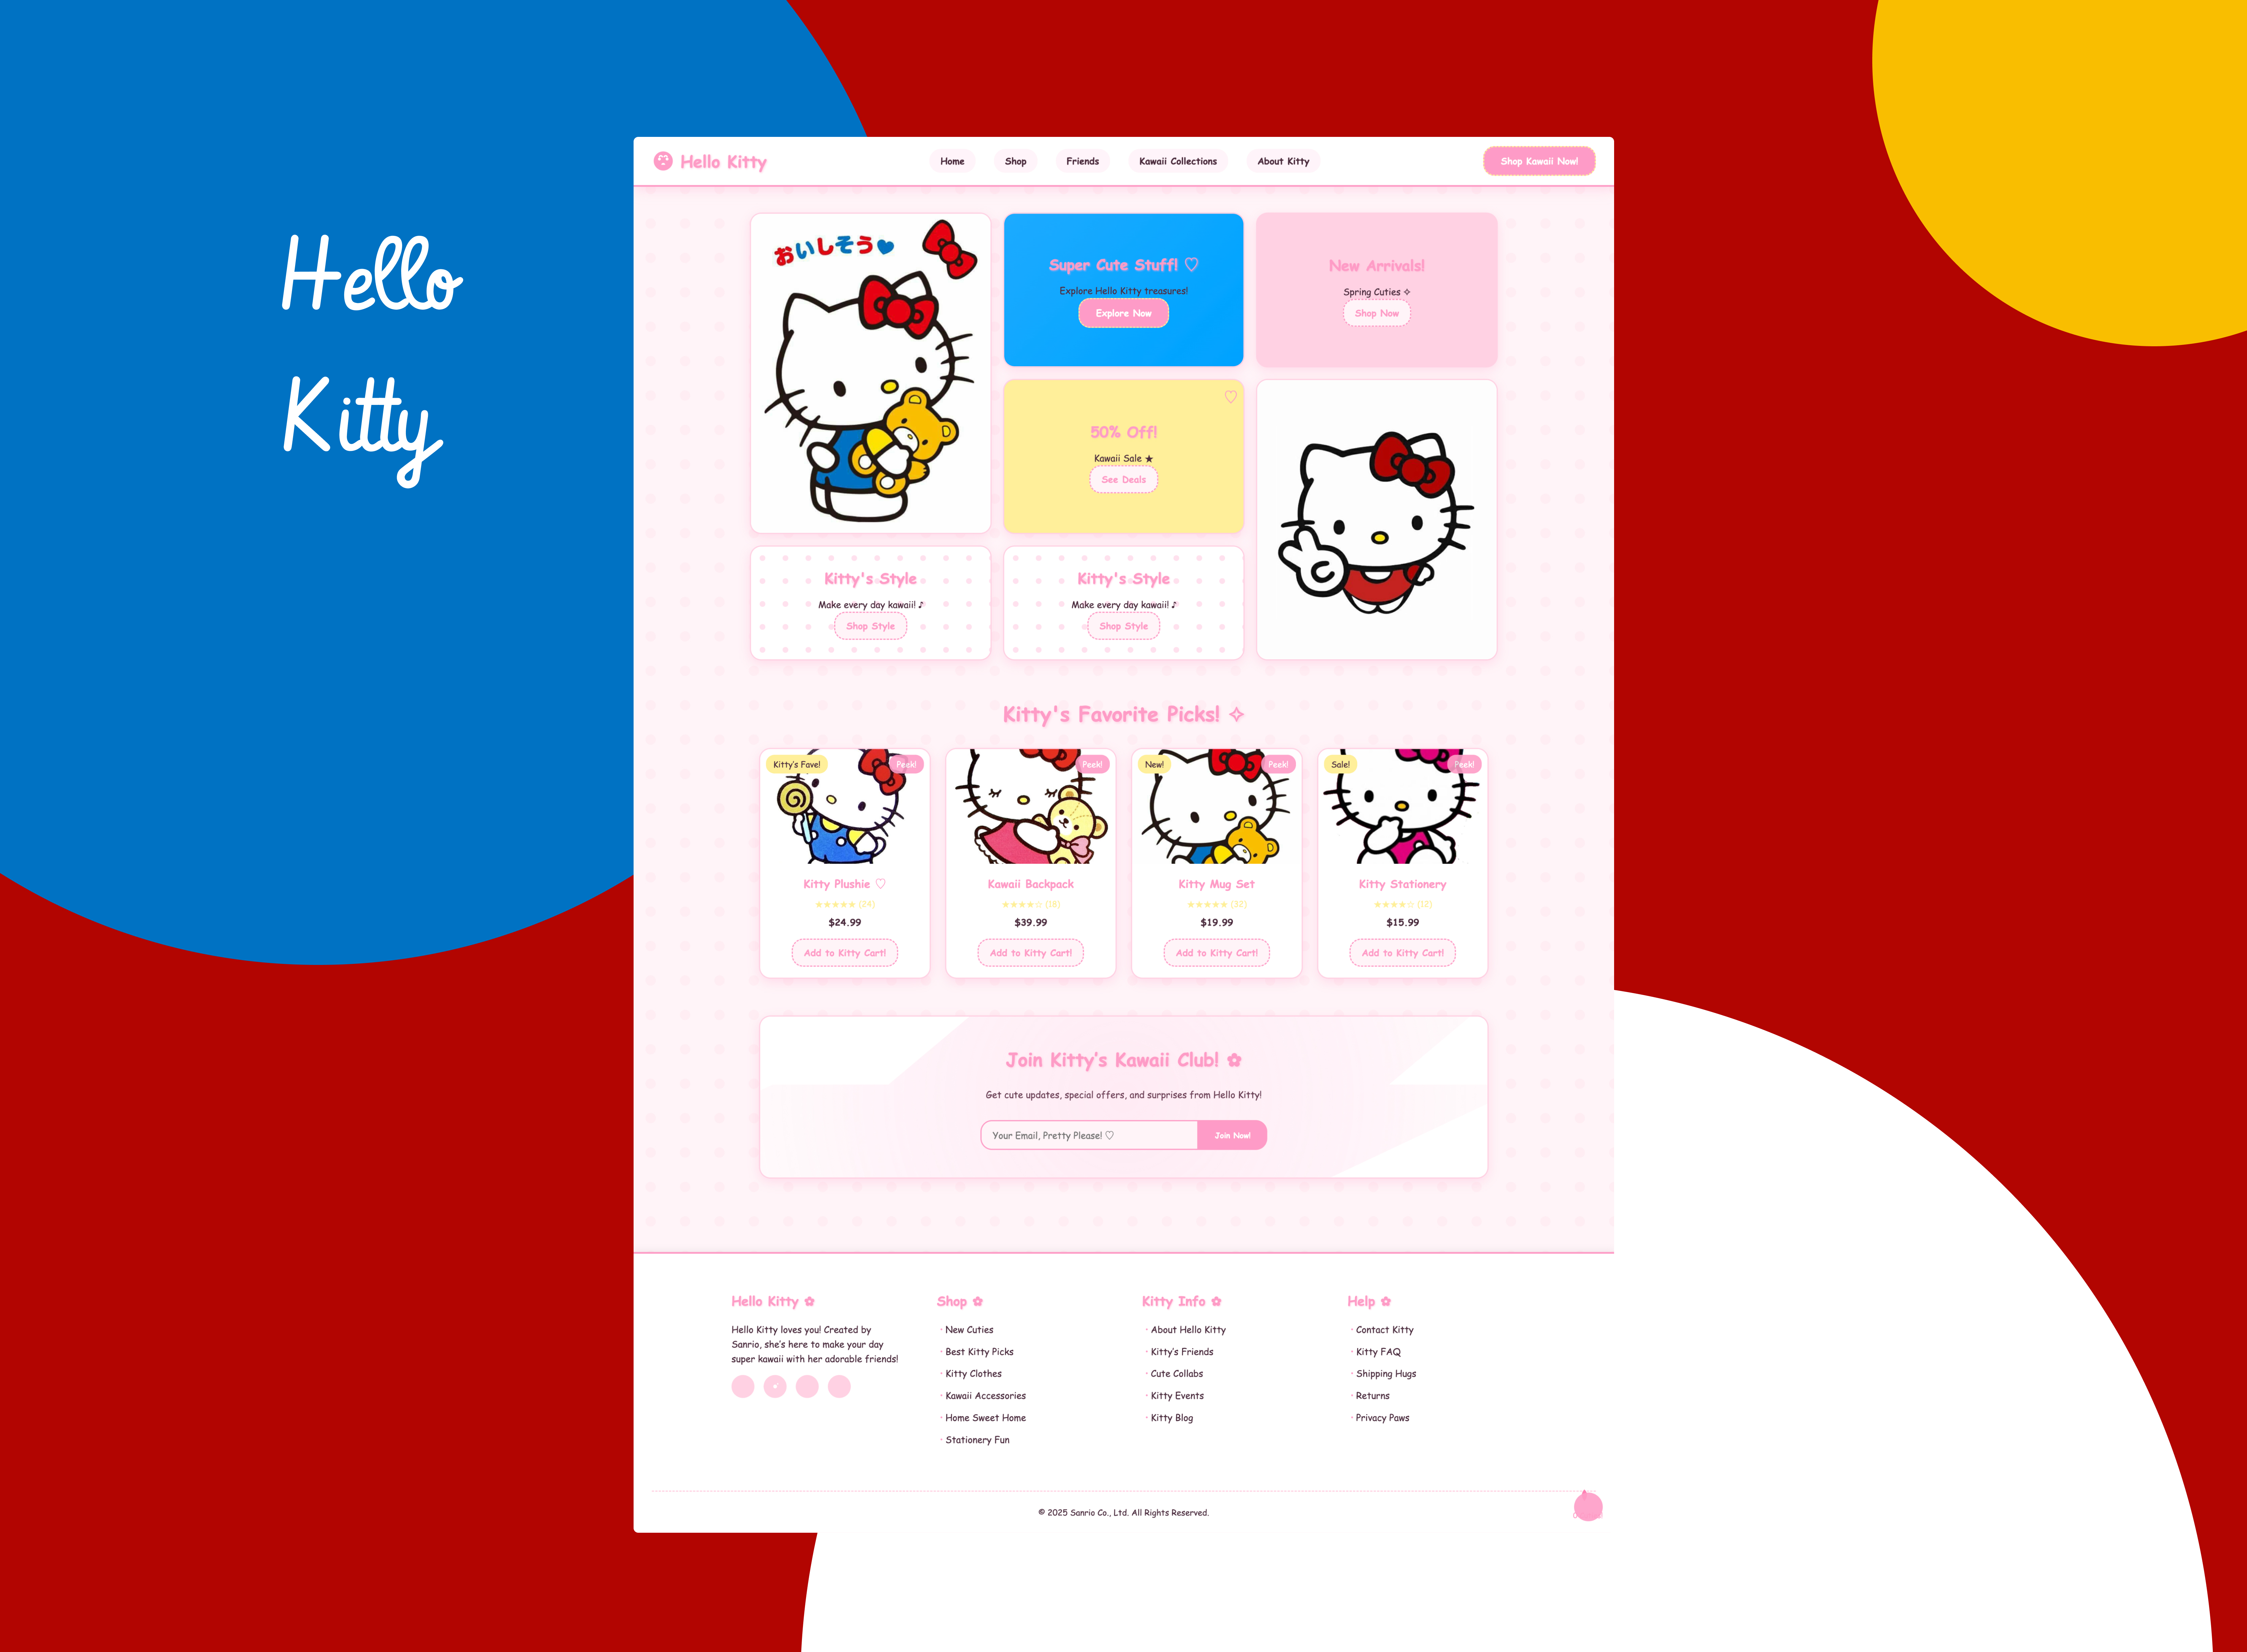 Hello
Kitty
Hello Kitty
Home
Shop
Friends
Kawaii Collections
About Kitty
Shop Kawaii Now!
おいしそう
Super Cute Stuff! ♡
Explore Hello Kitty treasures!
Explore Now
New Arrivals!
Spring Cuties ✧
Shop Now
♡
50% Off!
Kawaii Sale ★
See Deals
Kitty's Style
Make every day kawaii! ♪
Shop Style
Kitty's Style
Make every day kawaii! ♪
Shop Style
Kitty's Favorite Picks! ✧
Kitty's Fave!
Peek!
Kitty Plushie ♡
★★★★★ (24)
$24.99
Add to Kitty Cart!
Peek!
Kawaii Backpack
★★★★☆ (18)
$39.99
Add to Kitty Cart!
New!
Peek!
Kitty Mug Set
★★★★★ (32)
$19.99
Add to Kitty Cart!
Sale!
Peek!
Kitty Stationery
★★★★☆ (12)
$15.99
Add to Kitty Cart!
Join Kitty's Kawaii Club! ✿
Get cute updates, special offers, and surprises from Hello Kitty!
Your Email, Pretty Please! ♡
Join Now!
Hello Kitty ✿
Hello Kitty loves you! Created by
Sanrio, she's here to make your day
super kawaii with her adorable friends!
Shop ✿
New Cuties
Best Kitty Picks
Kitty Clothes
Kawaii Accessories
Home Sweet Home
Stationery Fun
Kitty Info ✿
About Hello Kitty
Kitty's Friends
Cute Collabs
Kitty Events
Kitty Blog
Help ✿
Contact Kitty
Kitty FAQ
Shipping Hugs
Returns
Privacy Paws
© 2025 Sanrio Co., Ltd. All Rights Reserved.